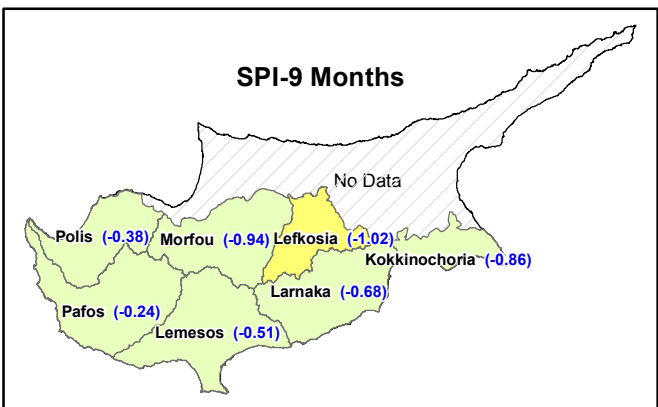 SPI-9 Months
No Data
Polis (-0.38)
Morfou (-0.94)
Lefkosia (-1.02)
Kokkinochoria (-0.86)
Larnaka (-0.68)
Pafos (-0.24)
Lemesos (-0.51)